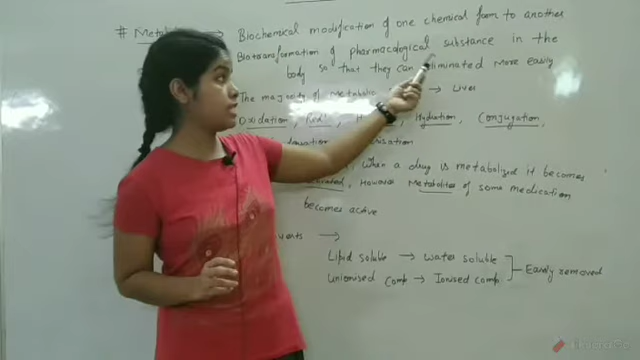 # Metab →
Biochemical modification of one chemical form to another
Biotransformation of pharmacological substance in the
body so that they can eliminated more easily
The majority of metabolic → Liver
Oxidation, Redⁿ, H Hydration, Conjugation,
When a drug is metabolized it becomes
However metabolites of some medication
becomes active
→
Lipid soluble → water soluble
Unionised comp → Ionised comp Easily removed